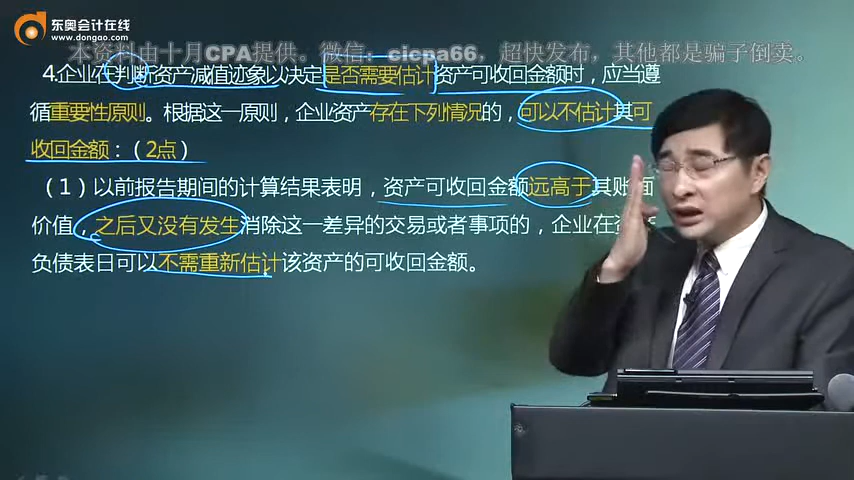 东奥会计在线
www.dongao.com
本资料由十月CPA提供。微信：cicpa66，超快发布，其他都是骗子倒卖。
4.企业在判断资产减值迹象以决定是否需要估计资产可收回金额时，应当遵
循重要性原则。根据这一原则，企业资产存在下列情况的，可以不估计其可
收回金额：（2点）
（1）以前报告期间的计算结果表明，资产可收回金额远高于其账面
价值，之后又没有发生消除这一差异的交易或者事项的，企业在资
负债表日可以不需重新估计该资产的可收回金额。